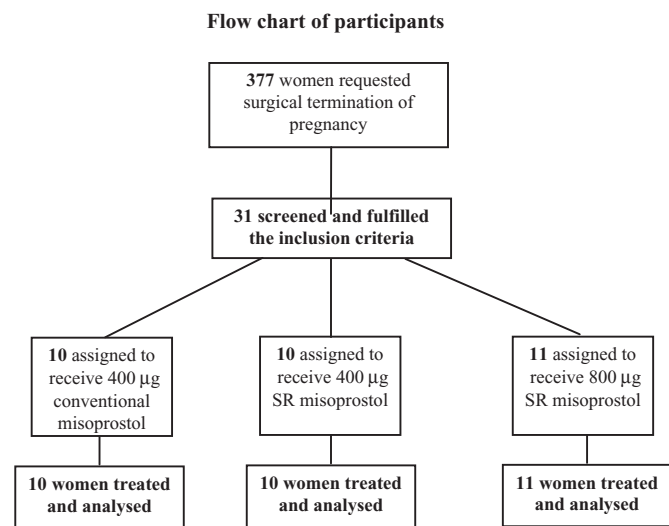 Flow chart of participants
377 women requested
surgical termination of
pregnancy
31 screened and fulfilled
the inclusion criteria
10 assigned to
receive 400 µg
conventional
misoprostol
10 assigned to
receive 400 µg
SR misoprostol
11 assigned to
receive 800 µg
SR misoprostol
10 women treated
and analysed
10 women treated
and analysed
11 women treated
and analysed